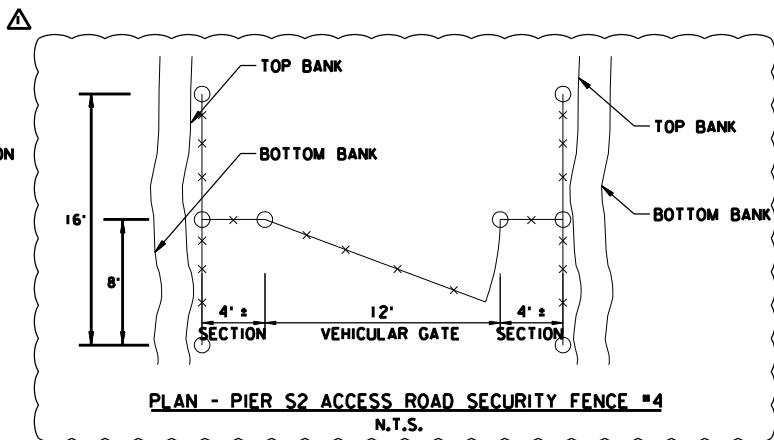 1
TOP BANK
TOP BANK
ON
BOTTOM BANK
16'
BOTTOM BANK
8'
4' ± 12' 4' ±
SECTION VEHICULAR GATE SECTION
PLAN - PIER S2 ACCESS ROAD SECURITY FENCE #4
N.T.S.